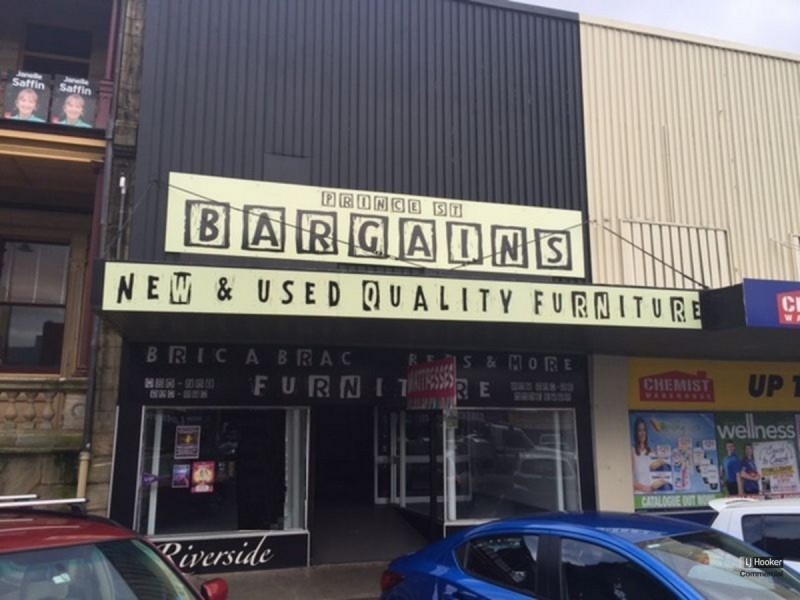 Janelle Saffin
Janelle Saffin
PRINCE ST
BARGAINS
NEW & USED QUALITY FURNITURE
BRIC A BRAC BEDS & MORE
FURNITURE
MATTRESSES
Riverside
CHEMIST
WAREHOUSE
UP T
wellness
CATALOGUE OUT NOW
LJ Hooker
Commercial